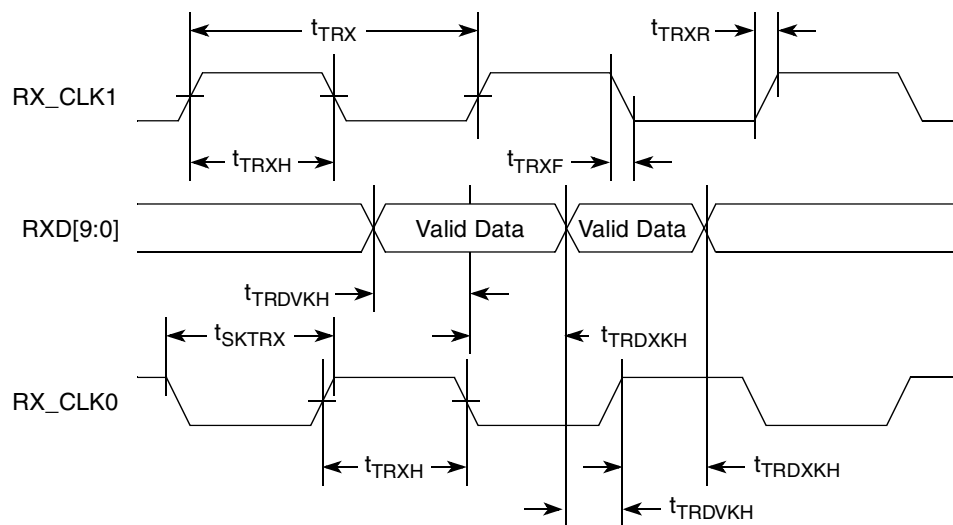 tTRX
tTRXR
RX_CLK1
tTRXH
tTRXF
RXD[9:0]
Valid Data
Valid Data
tTRDVKH
tSKTRX
tTRDXKH
RX_CLK0
tTRXH
tTRDXKH
tTRDVKH